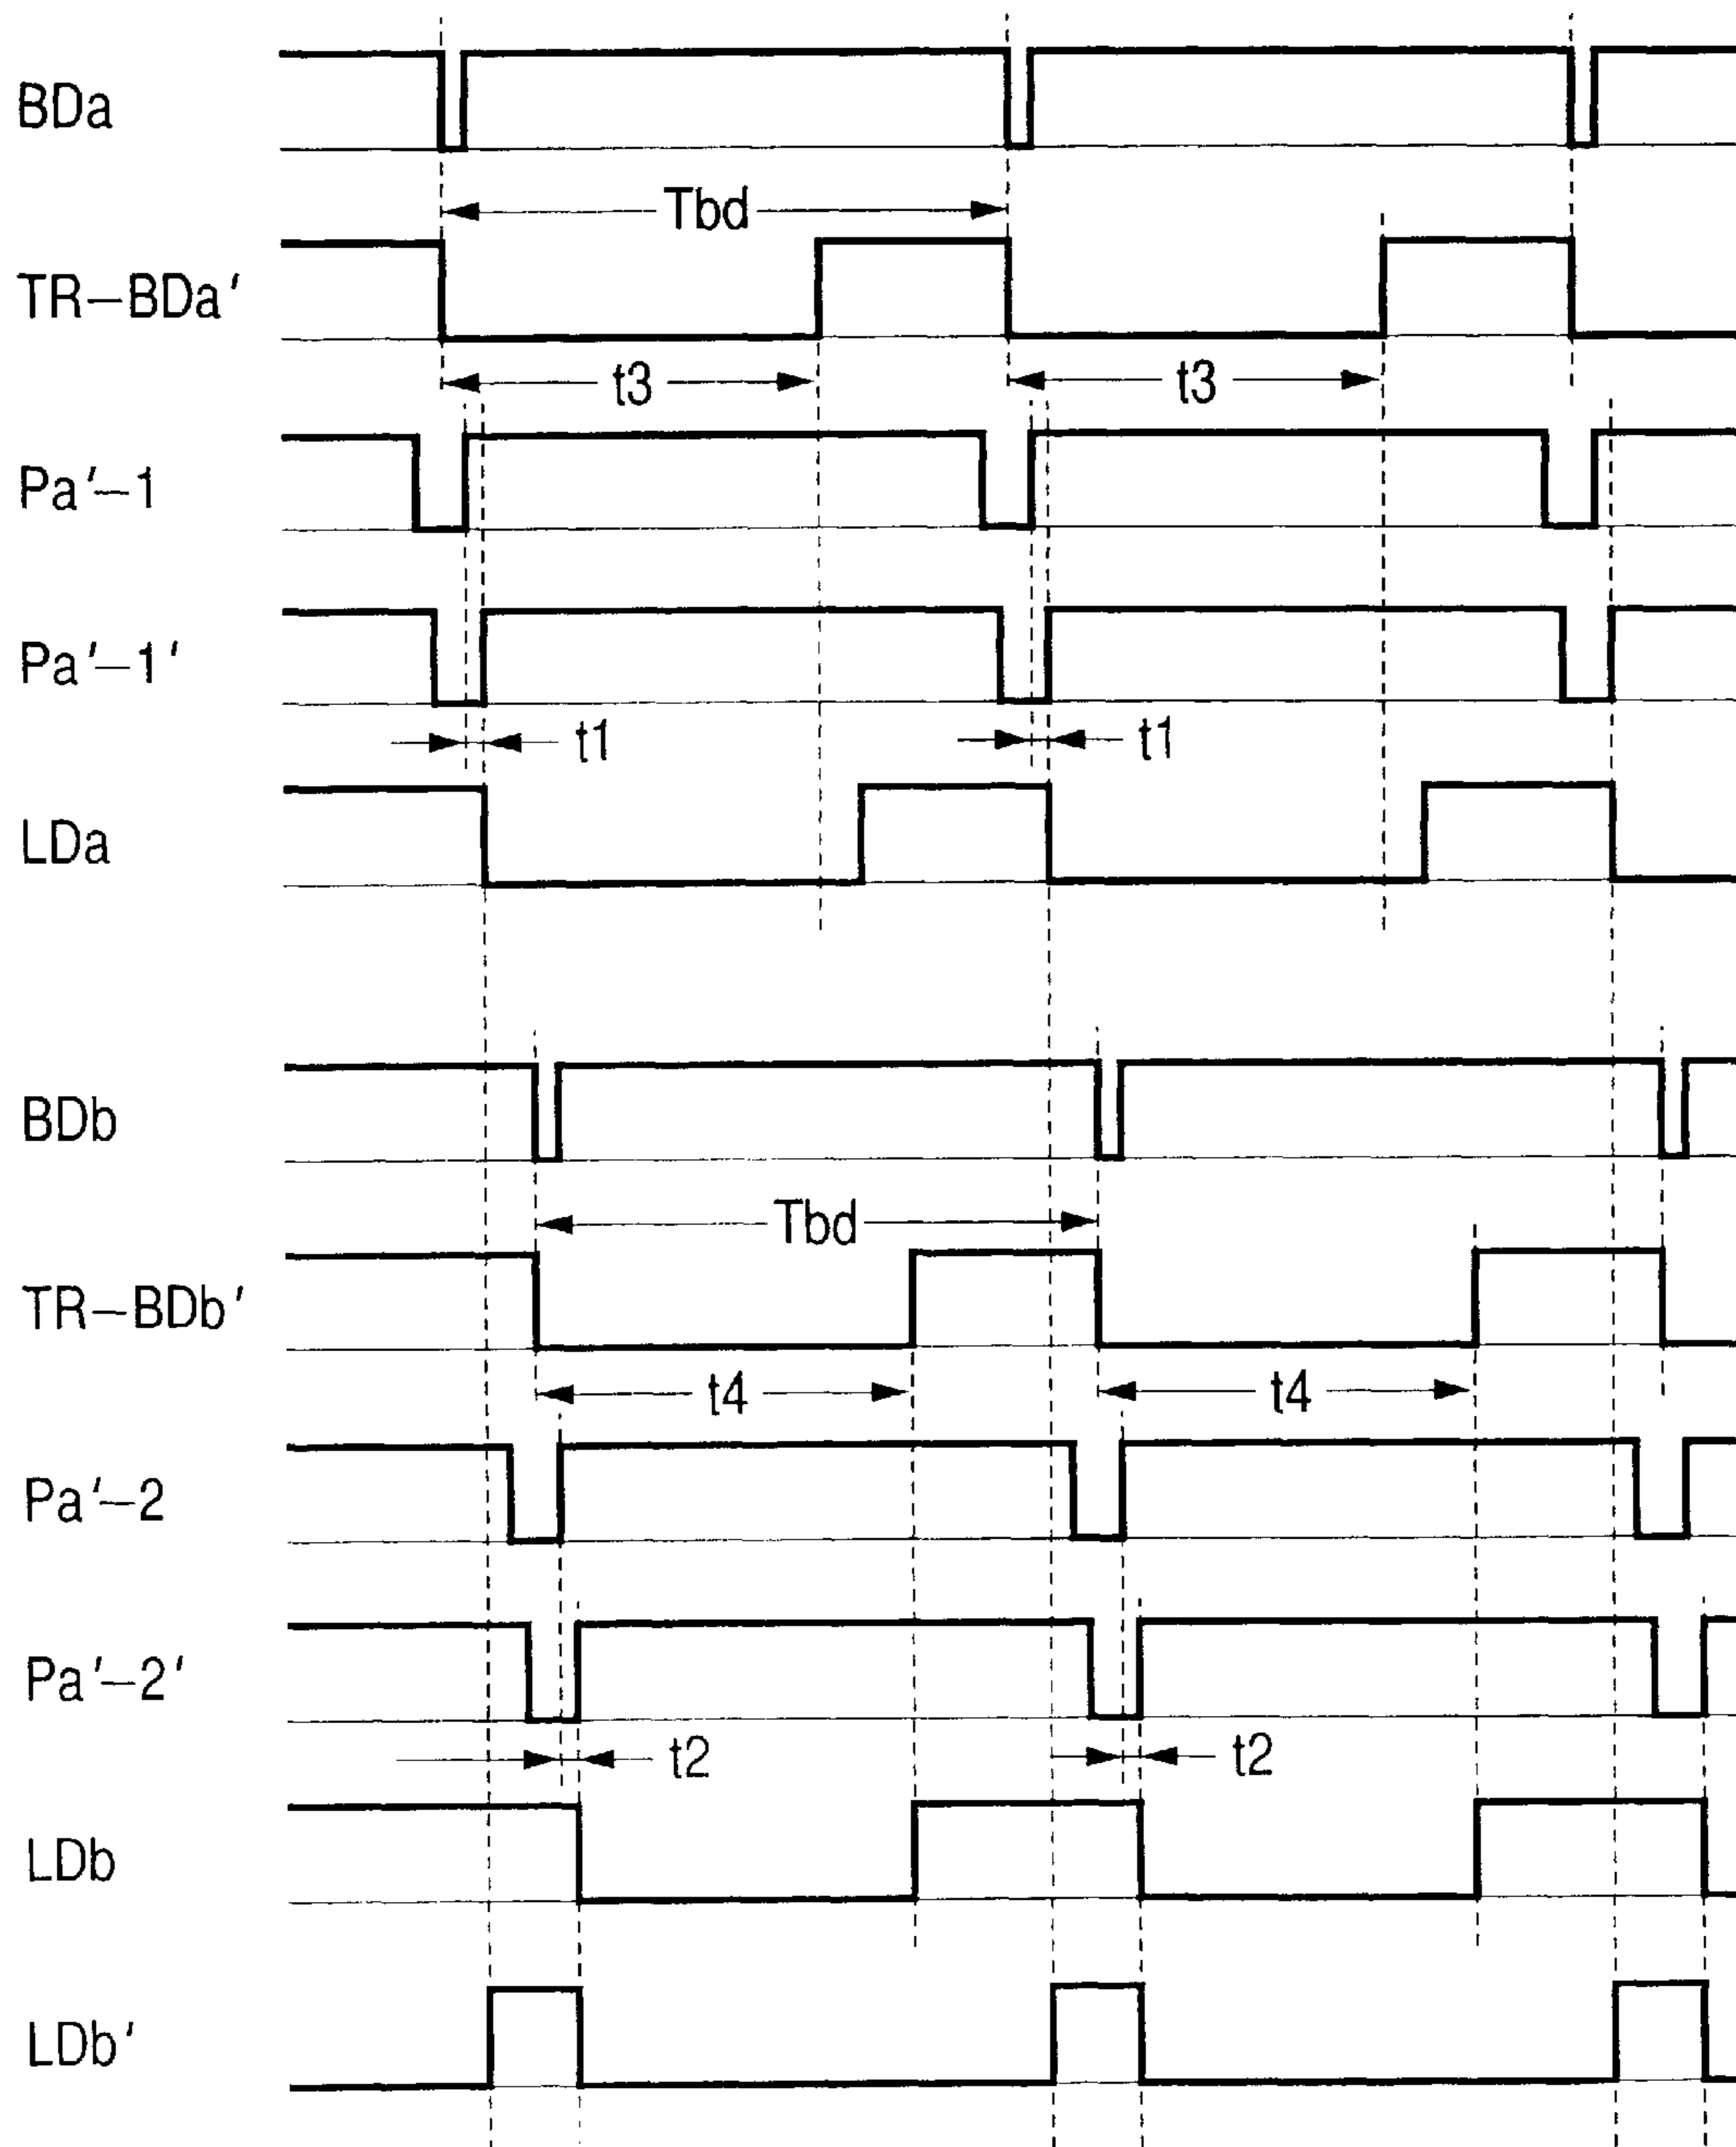 BDa
Tbd
TR−BDa′
t3 t3
Pa′−1
Pa′−1′
t1 t1
LDa
BDb
Tbd
TR−BDb′
t4 t4
Pa′−2
Pa′−2′
t2 t2
LDb
LDb′